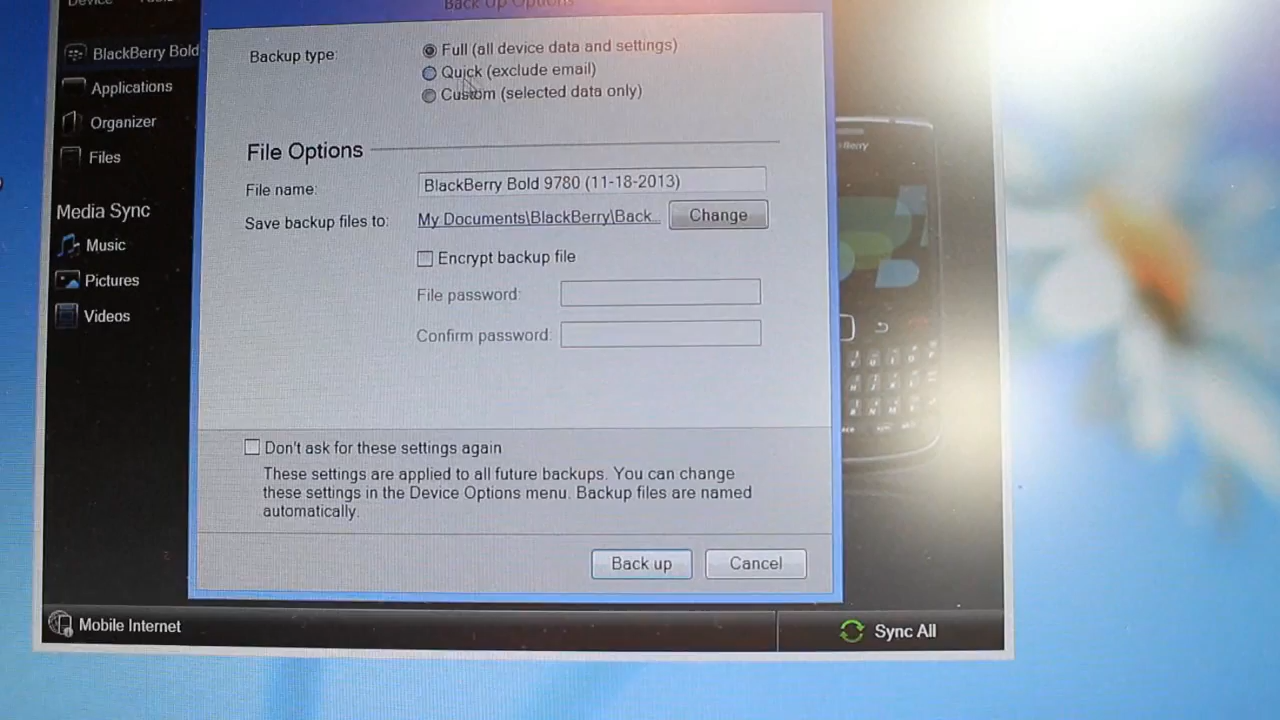 Device
Back Up Options
BlackBerry Bold
Applications
Organizer
Files
Media Sync
Music
Pictures
Videos
Backup type:
Full (all device data and settings)
Quick (exclude email)
Custom (selected data only)
File Options
File name:
BlackBerry Bold 9780 (11-18-2013)
Save backup files to:
My Documents\BlackBerry\Back...
Change
Encrypt backup file
File password:
Confirm password:
Don't ask for these settings again
These settings are applied to all future backups. You can change
these settings in the Device Options menu. Backup files are named
automatically.
Back up
Cancel
Mobile Internet
Sync All